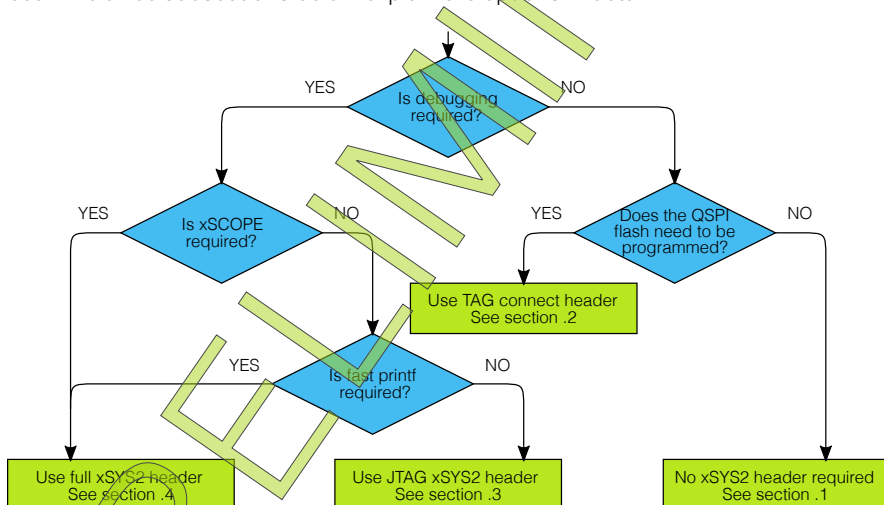 Is debugging
required?
YES
NO
Is xSCOPE
required?
YES
NO
Does the QSPI
flash need to be
programmed?
YES
NO
Use TAG connect header
See section .2
Is fast printf
required?
YES
NO
Use full xSYS2 header
See section .4
Use JTAG xSYS2 header
See section .3
No xSYS2 header required
See section .1